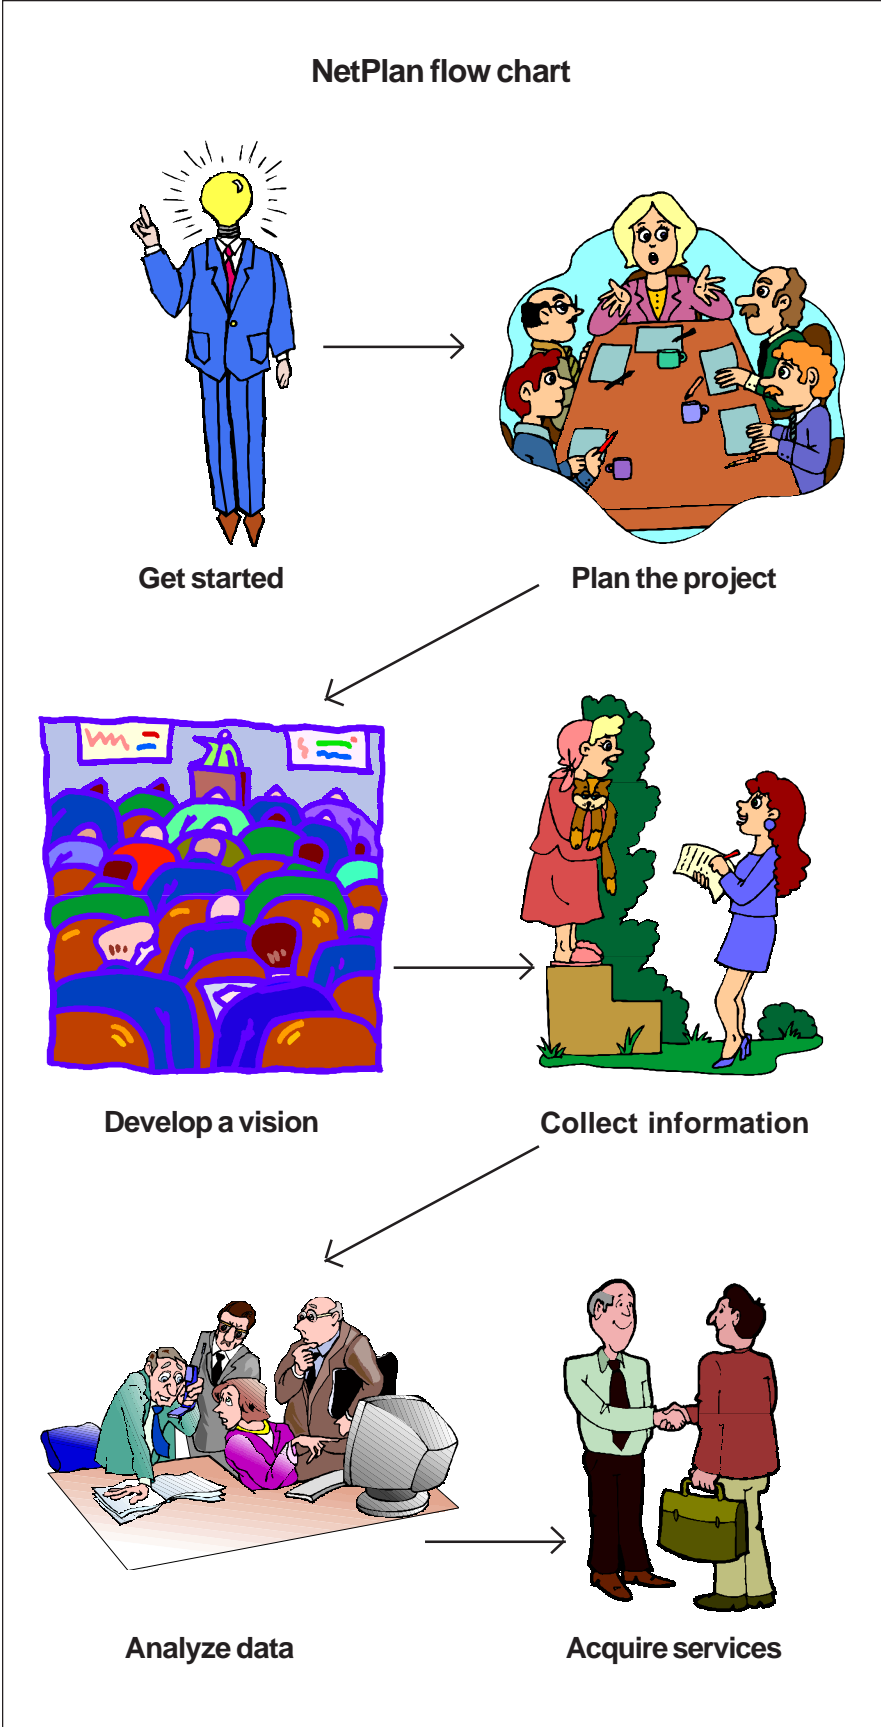 NetPlan flow chart
Get started
Plan the project
Develop a vision
Collect information
Analyze data
Acquire services